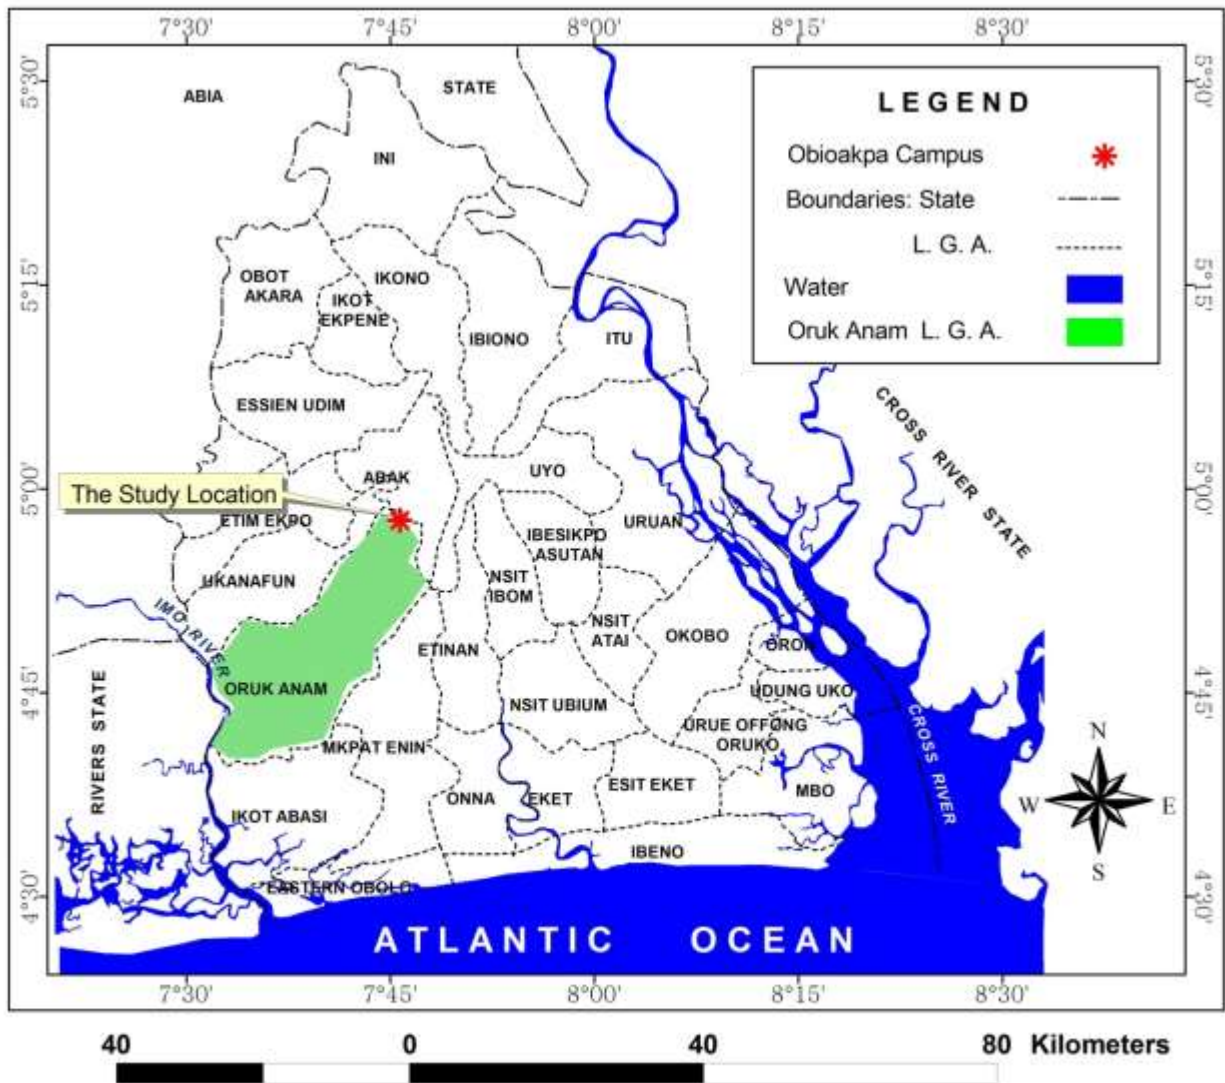 7°30' 7°45' 8°00' 8°15' 8°30'
5°30' 5°30'
ABIA STATE
INI
LEGEND
Obioakpa Campus
Boundaries: State
L. G. A.
Water
Oruk Anam L. G. A.
5°15' 5°15'
OBOT
AKARA
IKONO
IKOT
EKPENE
IBIONO
ITU
ESSIEN UDIM
CROSS RIVER STATE
ABAK
UYO
5°00' 5°00'
The Study Location
ETIM EKPO
URUAN
IBESIKPO
ASUTAN
UKANAFUN
NSIT
IBOM
IMO RIVER
NSIT
ATAI
OKOBO
ETINAN
ORON
4°45' 4°45'
RIVERS STATE
ORUK ANAM
UDUNG UKO
NSIT UBIUM
URUE OFFONG
ORUKO
CROSS RIVER
MKPAT ENIN
N
W E
S
ONNA
EKET
ESIT EKET
MBO
IKOT ABASI
IBENO
EASTERN OBOLO
4°30' 4°30'
ATLANTIC OCEAN
7°30' 7°45' 8°00' 8°15' 8°30'
40 0 40 80 Kilometers